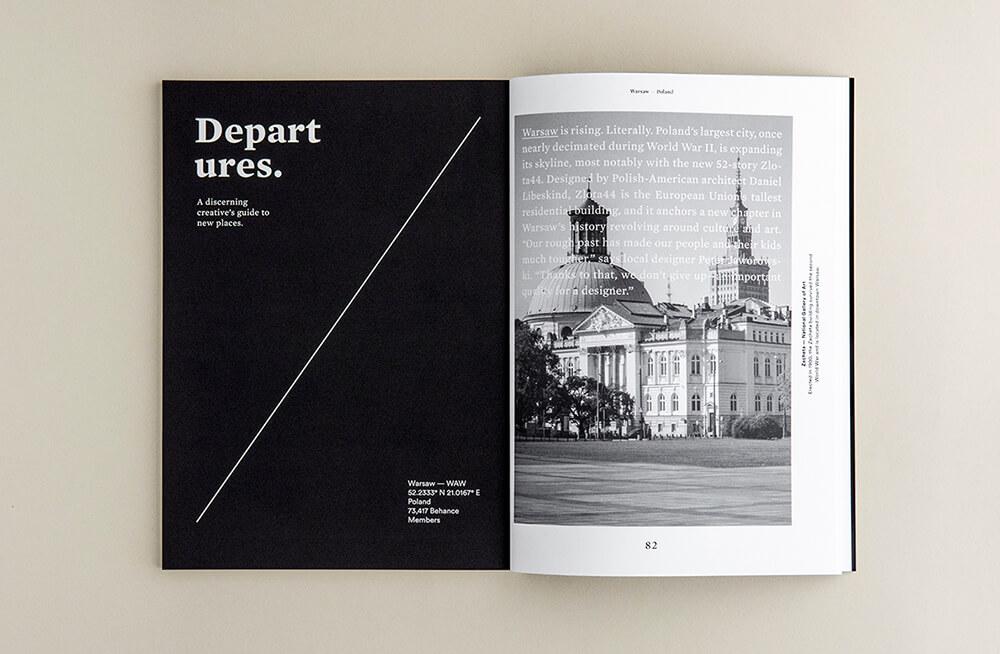 Depart
ures.
A discerning
creative's guide to
new places.
Warsaw — WAW
52.2333° N 21.0167° E
Poland
73,417 Behance
Members
Warsaw — Poland
Warsaw is rising. Literally. Poland's largest city, once
nearly decimated during World War II, is expanding
its skyline, most notably with the new 52-story Zlo-
ta44. Designed by Polish-American architect Daniel
Libeskind, Zlota44 is the European Union's tallest
residential building, and it anchors a new chapter in
Warsaw's history revolving around culture and art.
"Our rough past has made our people and their kids
much tougher," says local designer Peter Jaworows-
ki. "Thanks to that, we don't give up—an important
quality for a designer."
Zacheta — National Gallery of Art
Erected in 1900, the Zacheta building survived the second
World War and is located in downtown Warsaw.
82